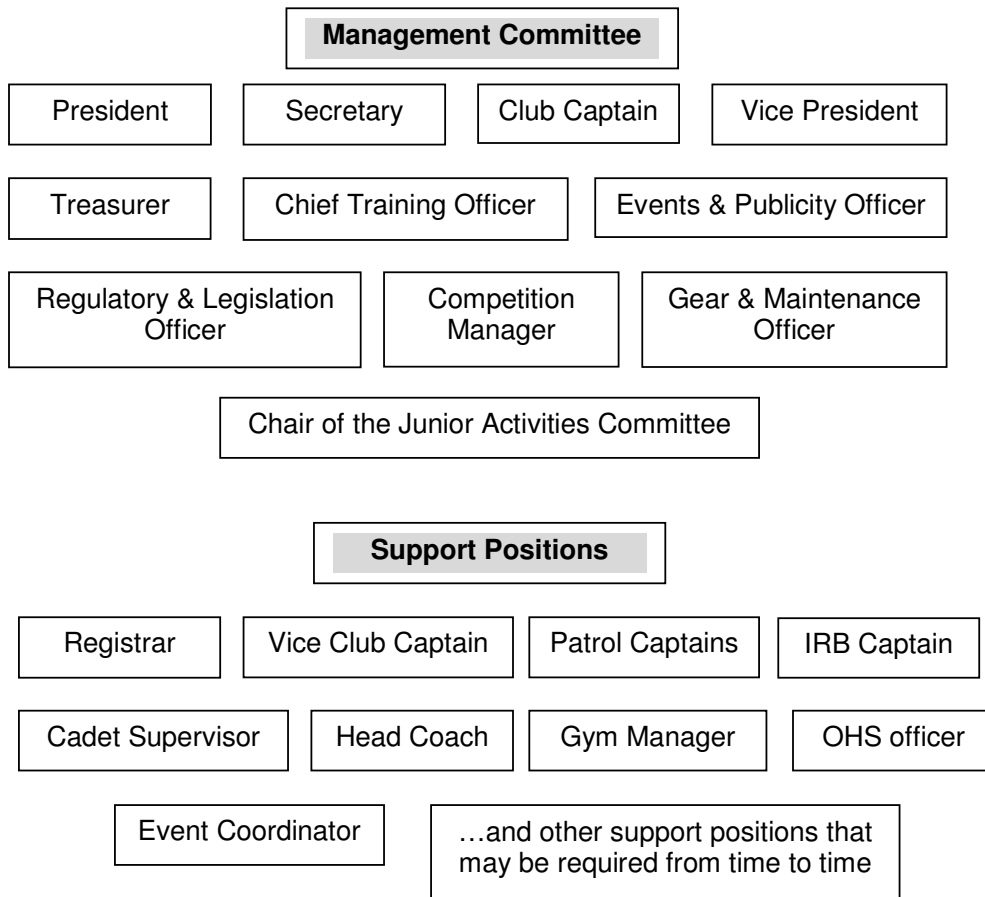 Management Committee
President Secretary Club Captain Vice President
Treasurer Chief Training Officer Events & Publicity Officer
Regulatory & Legislation
Officer
Competition
Manager
Gear & Maintenance
Officer
Chair of the Junior Activities Committee
Support Positions
Registrar Vice Club Captain Patrol Captains IRB Captain
Cadet Supervisor Head Coach Gym Manager OHS officer
Event Coordinator
…and other support positions that
may be required from time to time